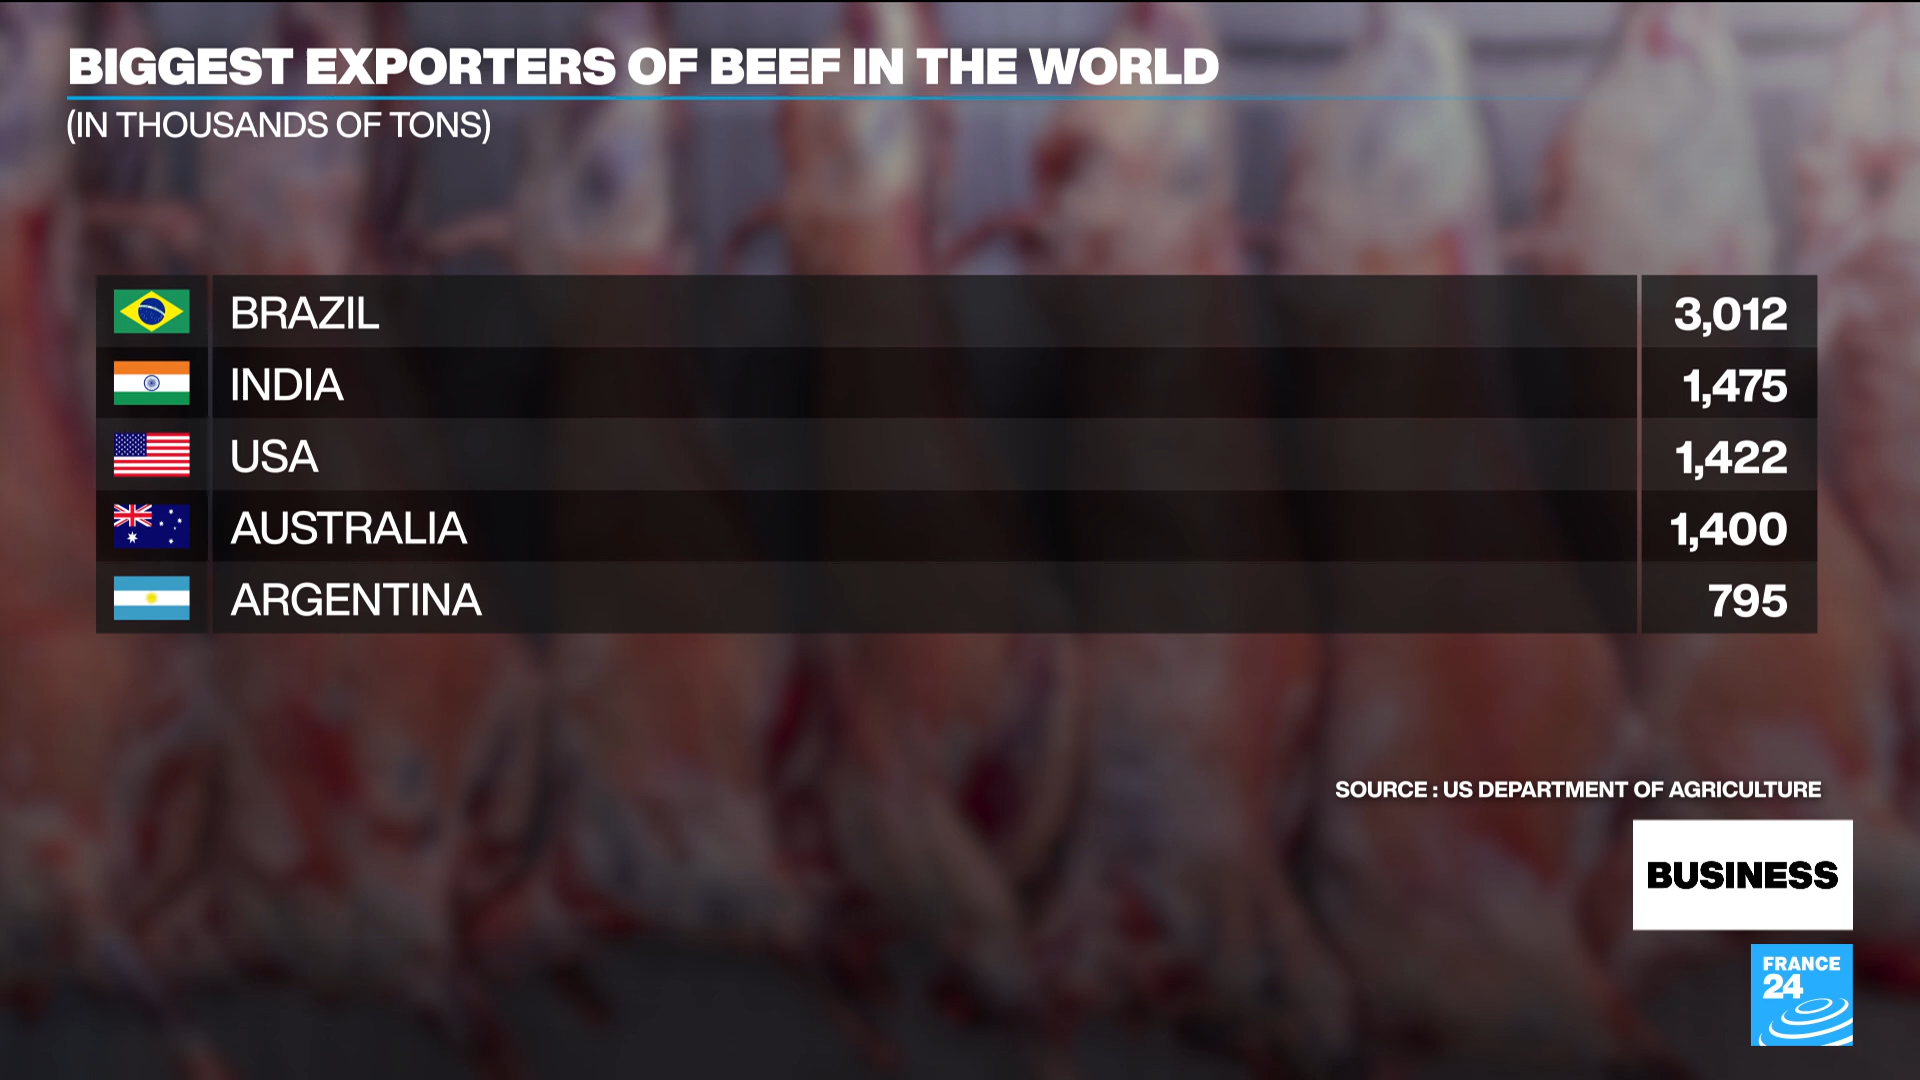 BIGGEST EXPORTERS OF BEEF IN THE WORLD
(IN THOUSANDS OF TONS)
BRAZIL 3,012
INDIA 1,475
USA 1,422
AUSTRALIA 1,400
ARGENTINA 795
SOURCE : US DEPARTMENT OF AGRICULTURE
BUSINESS
FRANCE
24